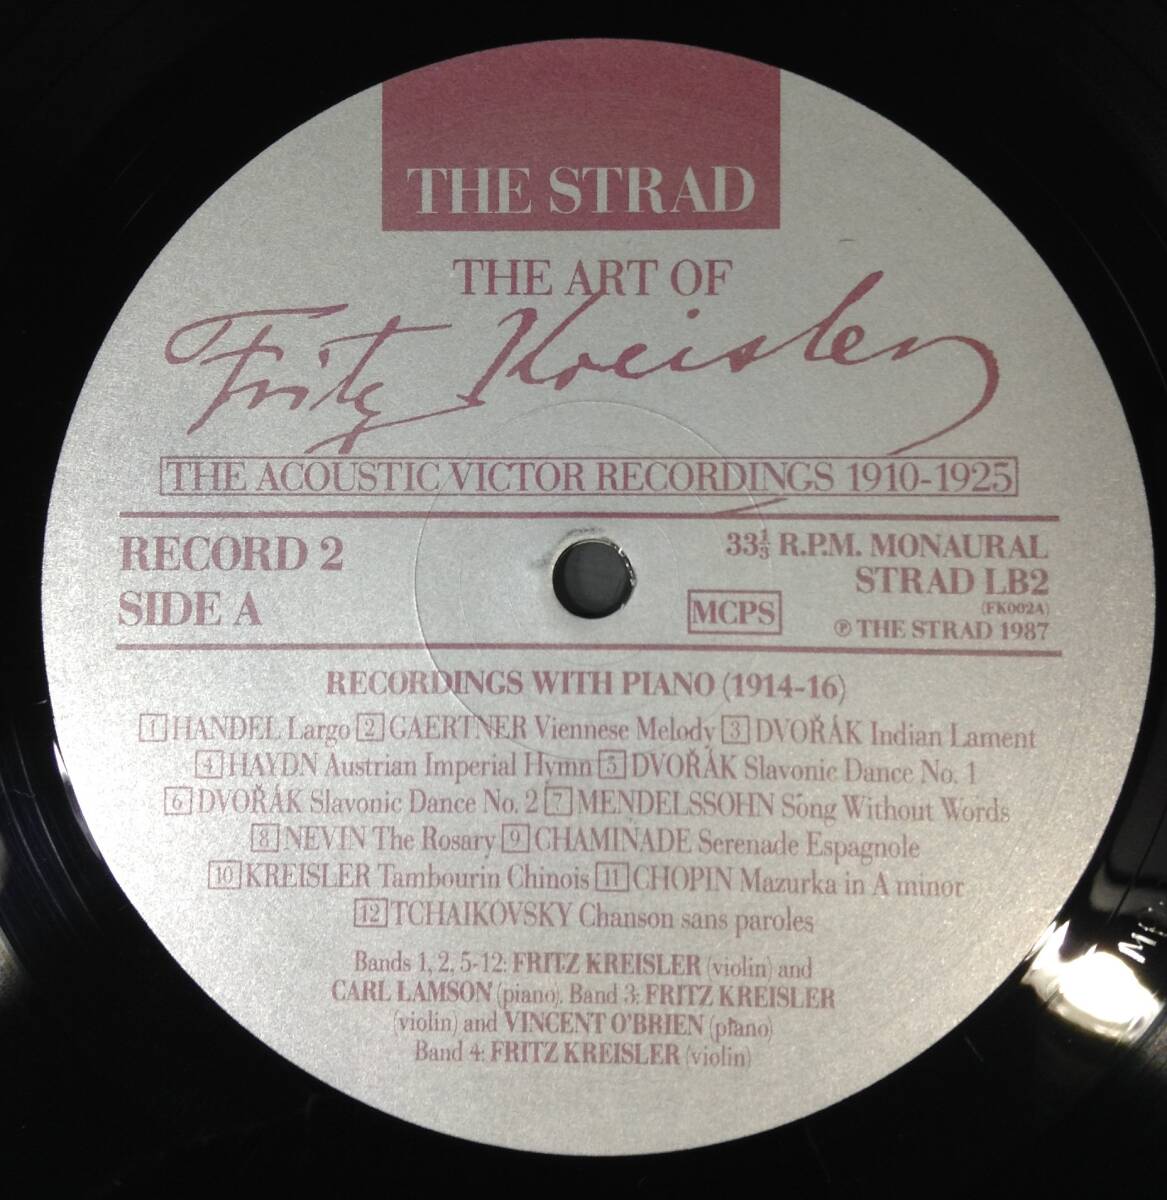 THE STRAD
THE ART OF
Fritz Kreisler
THE ACOUSTIC VICTOR RECORDINGS 1910-1925
RECORD 2
SIDE A
33⅓ R.P.M. MONAURAL
STRAD LB2
(FK002A)
MCPS
℗ THE STRAD 1987
RECORDINGS WITH PIANO (1914-16)
1 HANDEL Largo 2 GAERTNER Viennese Melody 3 DVOŘÁK Indian Lament
4 HAYDN Austrian Imperial Hymn 5 DVOŘÁK Slavonic Dance No. 1
6 DVOŘÁK Slavonic Dance No. 2 7 MENDELSSOHN Song Without Words
8 NEVIN The Rosary 9 CHAMINADE Serenade Espagnole
10 KREISLER Tambourin Chinois 11 CHOPIN Mazurka in A minor
12 TCHAIKOVSKY Chanson sans paroles
Bands 1, 2, 5-12: FRITZ KREISLER (violin) and
CARL LAMSON (piano), Band 3: FRITZ KREISLER
(violin) and VINCENT O'BRIEN (piano)
Band 4: FRITZ KREISLER (violin)